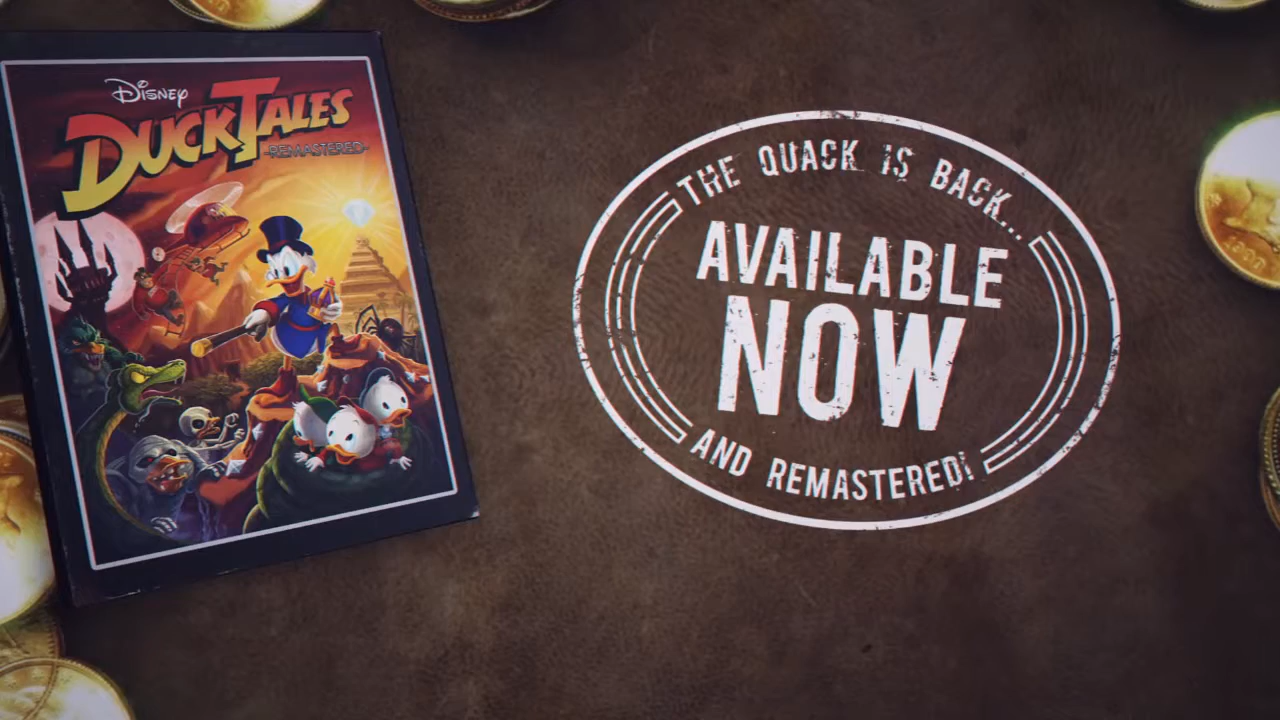 Disney
DUCKTALES
-REMASTERED-
THE QUACK IS BACK...
AVAILABLE
NOW
AND REMASTERED!